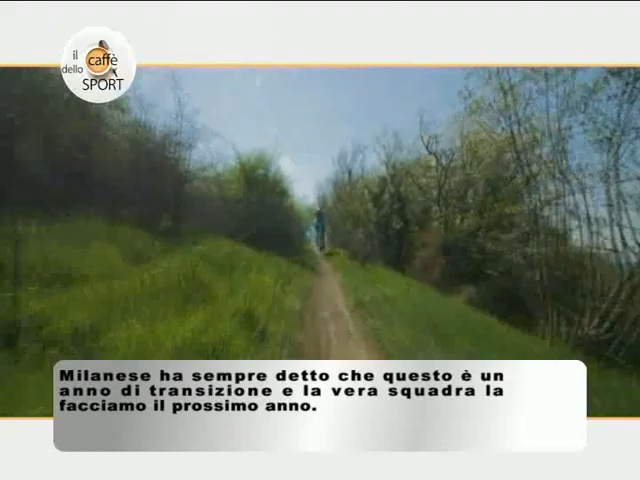 il
caffè
dello
SPORT
Milanese ha sempre detto che questo è un
anno di transizione e la vera squadra la
facciamo il prossimo anno.